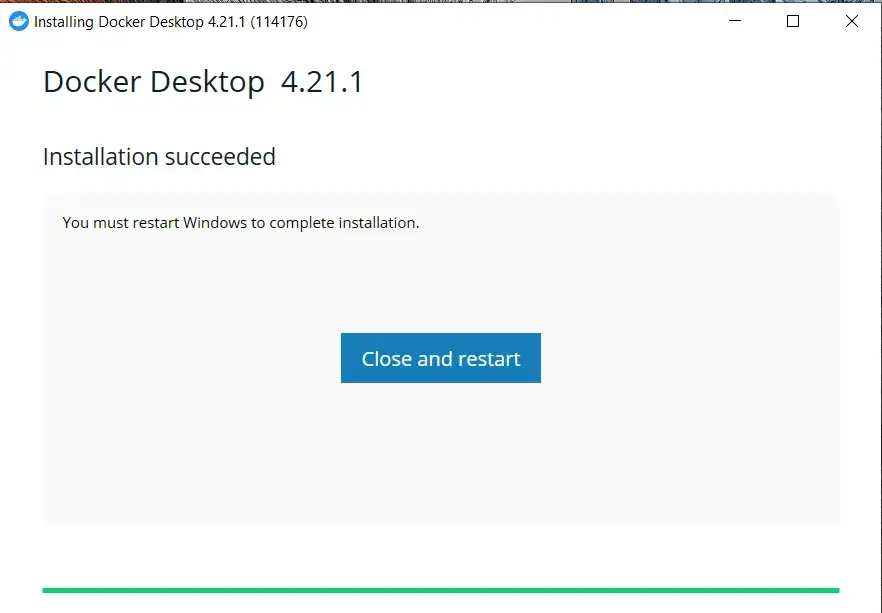 Installing Docker Desktop 4.21.1 (114176)
Docker Desktop 4.21.1
Installation succeeded
You must restart Windows to complete installation.
Close and restart